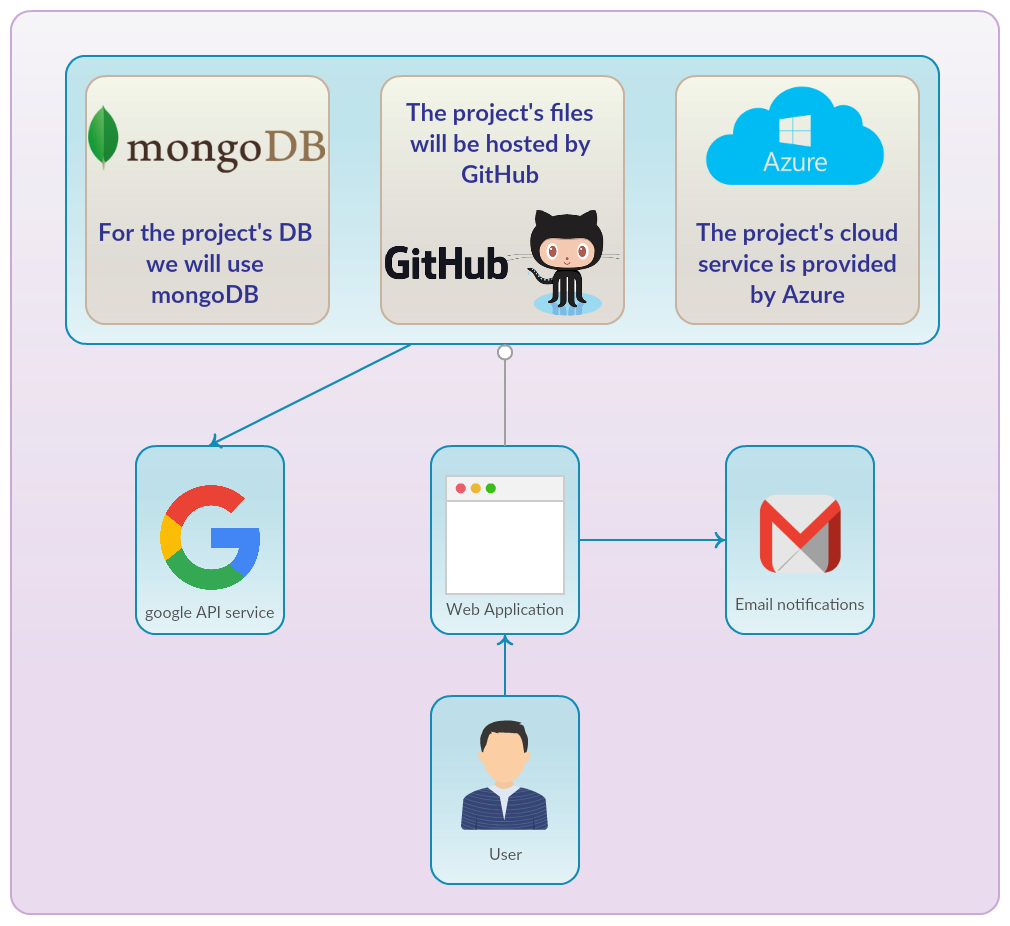 mongoDB
For the project's DB
we will use
mongoDB
The project's files
will be hosted by
GitHub
GitHub
Azure
The project's cloud
service is provided
by Azure
google API service
Web Application
Email notifications
User